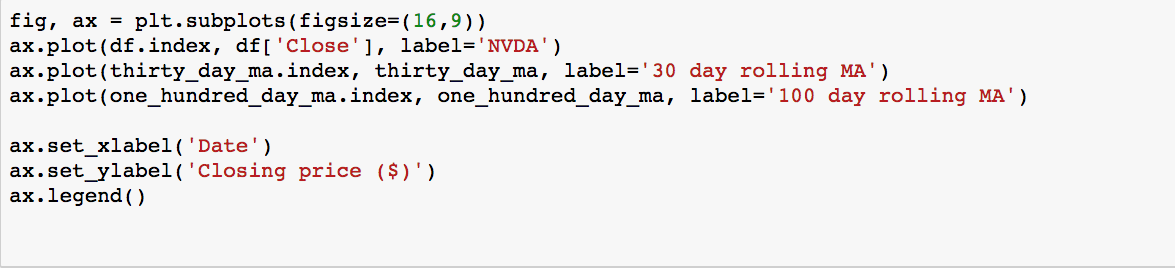 fig, ax = plt.subplots(figsize=(16,9))
ax.plot(df.index, df['Close'], label='NVDA')
ax.plot(thirty_day_ma.index, thirty_day_ma, label='30 day rolling MA')
ax.plot(one_hundred_day_ma.index, one_hundred_day_ma, label='100 day rolling MA')
ax.set_xlabel('Date')
ax.set_ylabel('Closing price ($)')
ax.legend()